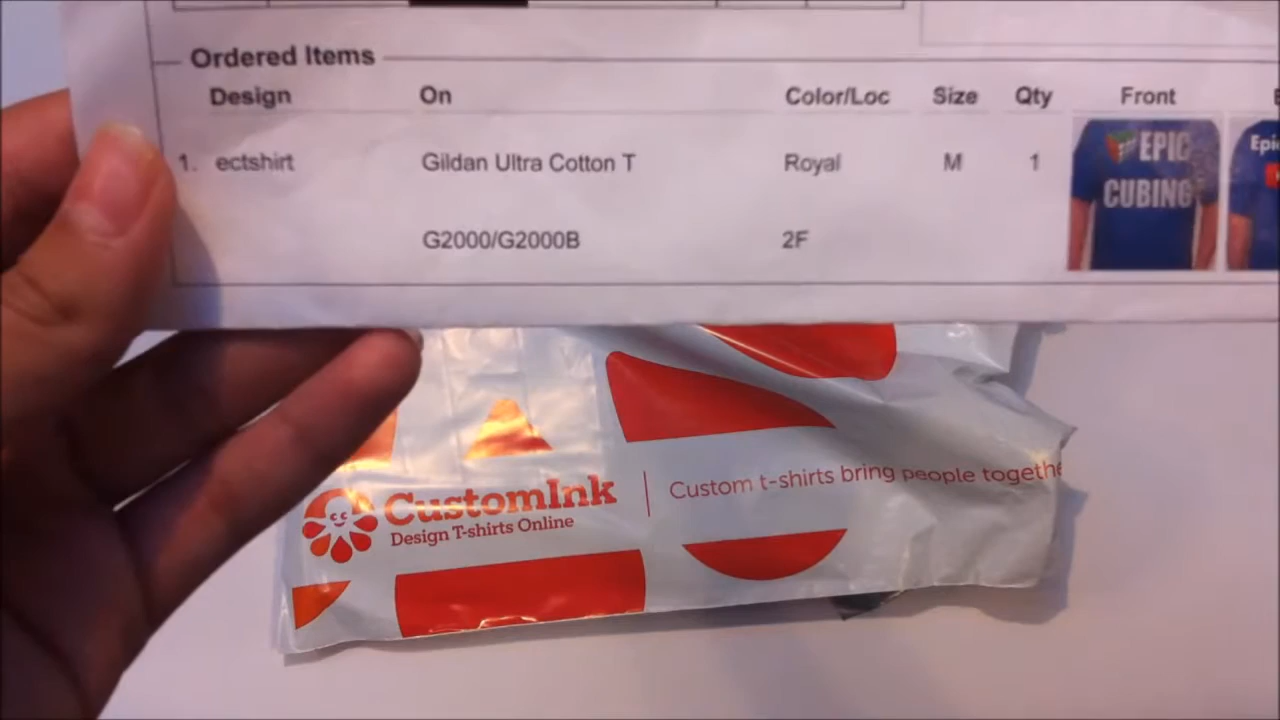 Ordered Items
Design On Color/Loc Size Qty Front
1. ectshirt Gildan Ultra Cotton T Royal M 1
G2000/G2000B 2F
EPIC
CUBING
Epi
CustomInk
Design T-shirts Online
Custom t-shirts bring people togethe